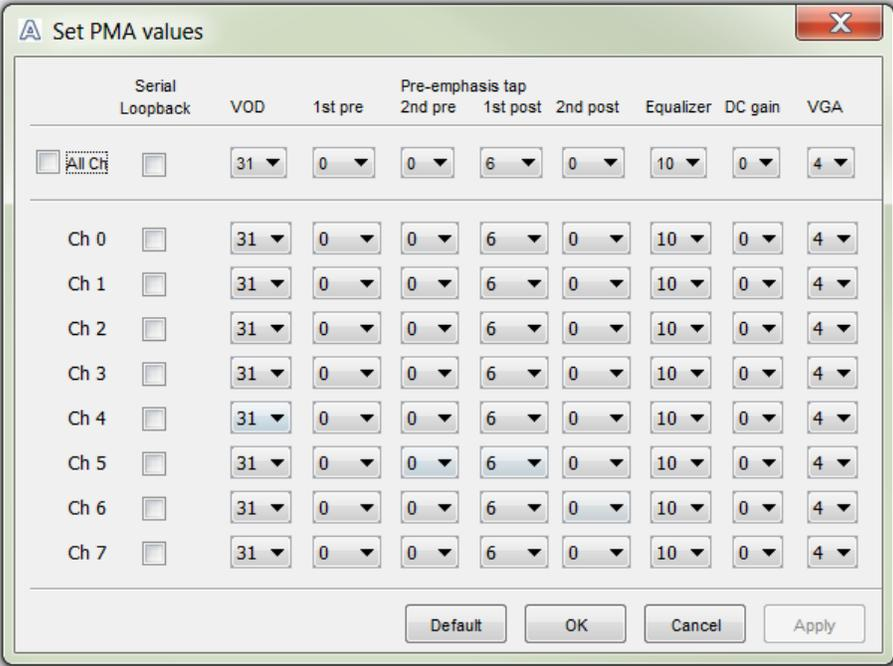 Set PMA values
Serial Loopback VOD 1st pre Pre-emphasis tap 2nd pre 1st post 2nd post Equalizer DC gain VGA
All Ch 31 0 0 6 0 10 0 4
Ch 0 31 0 0 6 0 10 0 4
Ch 1 31 0 0 6 0 10 0 4
Ch 2 31 0 0 6 0 10 0 4
Ch 3 31 0 0 6 0 10 0 4
Ch 4 31 0 0 6 0 10 0 4
Ch 5 31 0 0 6 0 10 0 4
Ch 6 31 0 0 6 0 10 0 4
Ch 7 31 0 0 6 0 10 0 4
Default OK Cancel Apply